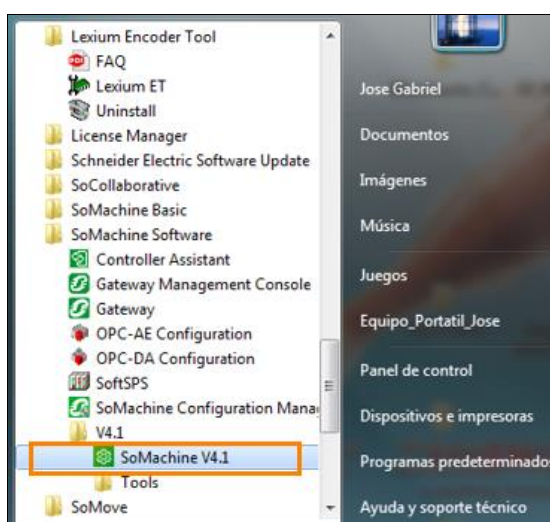 Lexium Encoder Tool
FAQ
Lexium ET
Uninstall
License Manager
Schneider Electric Software Update
SoCollaborative
SoMachine Basic
SoMachine Software
Controller Assistant
Gateway Management Console
Gateway
OPC-AE Configuration
OPC-DA Configuration
SoftSPS
SoMachine Configuration Mana
V4.1
SoMachine V4.1
Tools
SoMove
Jose Gabriel
Documentos
Imágenes
Música
Juegos
Equipo_Portatil_Jose
Panel de control
Dispositivos e impresoras
Programas predeterminados
Ayuda y soporte técnico